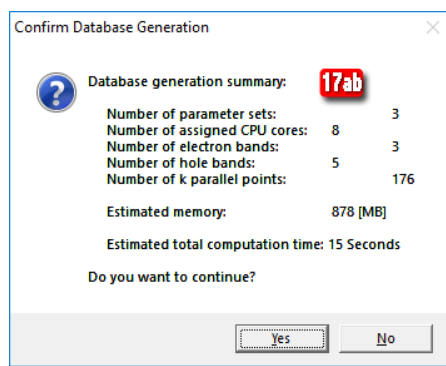 Confirm Database Generation
Database generation summary: 17ab
Number of parameter sets: 3
Number of assigned CPU cores: 8
Number of electron bands: 3
Number of hole bands: 5
Number of k parallel points: 176
Estimated memory: 878 [MB]
Estimated total computation time: 15 Seconds
Do you want to continue?
Yes No